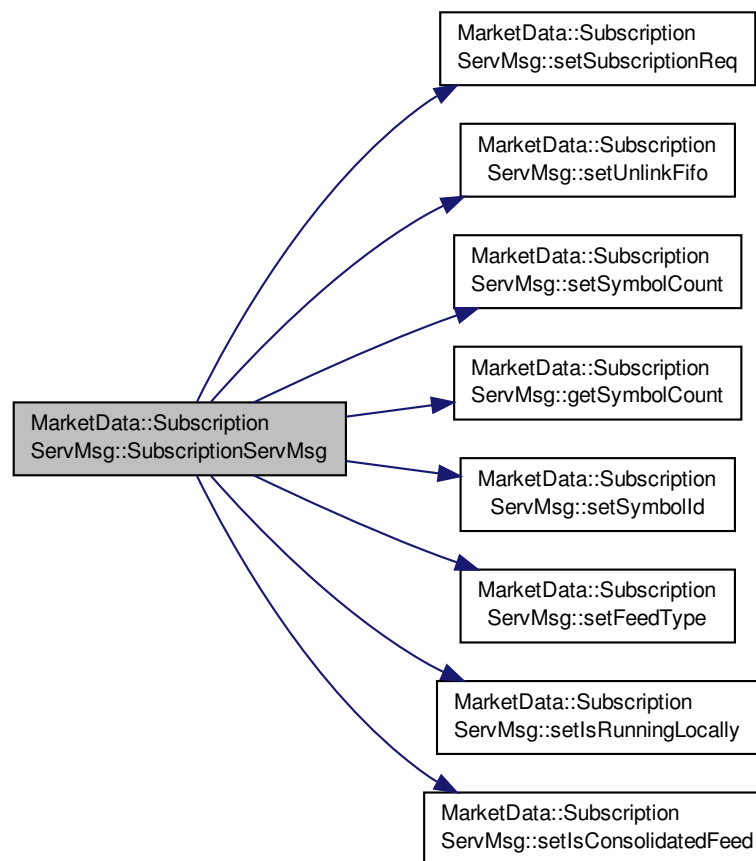 MarketData::Subscription
ServMsg::setSubscriptionReq
MarketData::Subscription
ServMsg::setUnlinkFifo
MarketData::Subscription
ServMsg::setSymbolCount
MarketData::Subscription
ServMsg::getSymbolCount
MarketData::Subscription
ServMsg::SubscriptionServMsg
MarketData::Subscription
ServMsg::setSymbolId
MarketData::Subscription
ServMsg::setFeedType
MarketData::Subscription
ServMsg::setIsRunningLocally
MarketData::Subscription
ServMsg::setIsConsolidatedFeed